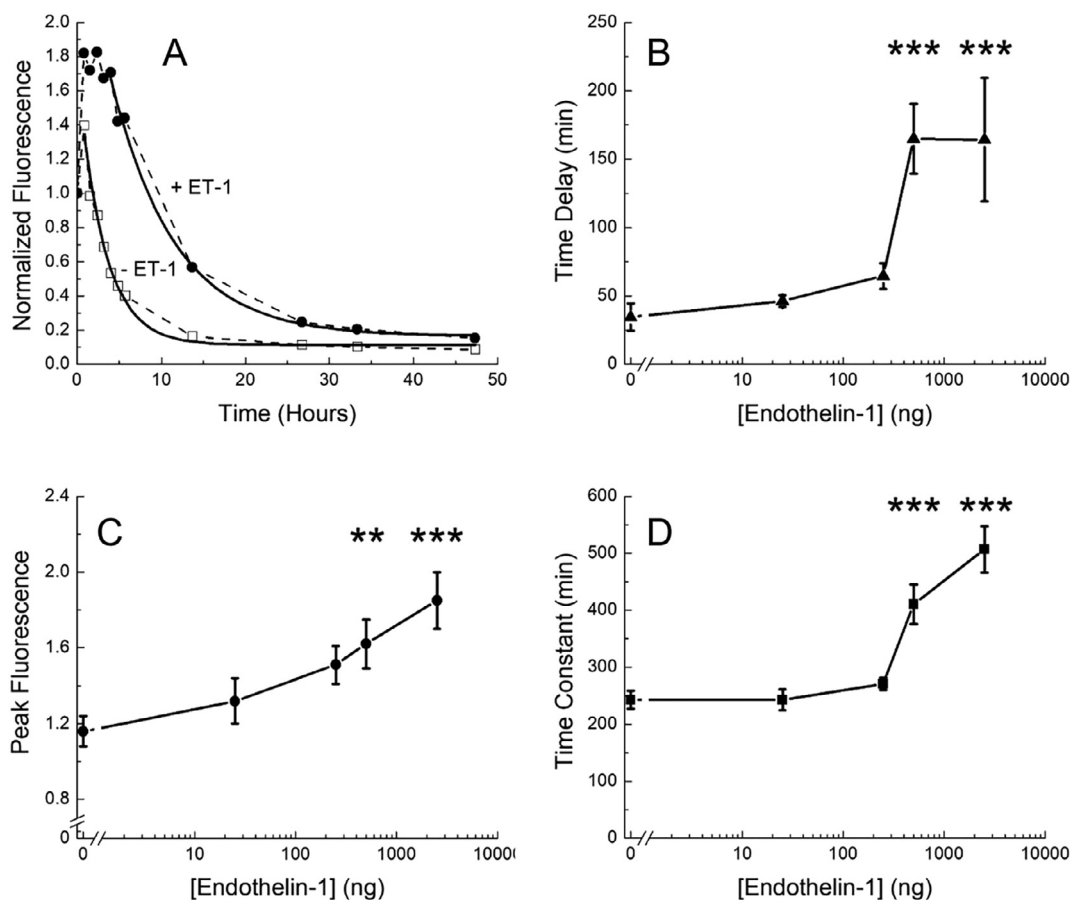 A
Normalized Fluorescence
2.0
1.8
1.6
1.4
1.2
1.0
0.8
0.6
0.4
0.2
0.0
+ ET-1
- ET-1
0 10 20 30 40 50
Time (Hours)
B
*** ***
Time Delay (min)
250
200
150
100
50
0
0 10 100 1000 10000
[Endothelin-1] (ng)
C
** ***
Peak Fluorescence
2.4
2.0
1.6
1.2
0.8
0
0 10 100 1000 10000
[Endothelin-1] (ng)
D
*** ***
Time Constant (min)
600
500
400
300
200
100
0
0 10 100 1000 10000
[Endothelin-1] (ng)